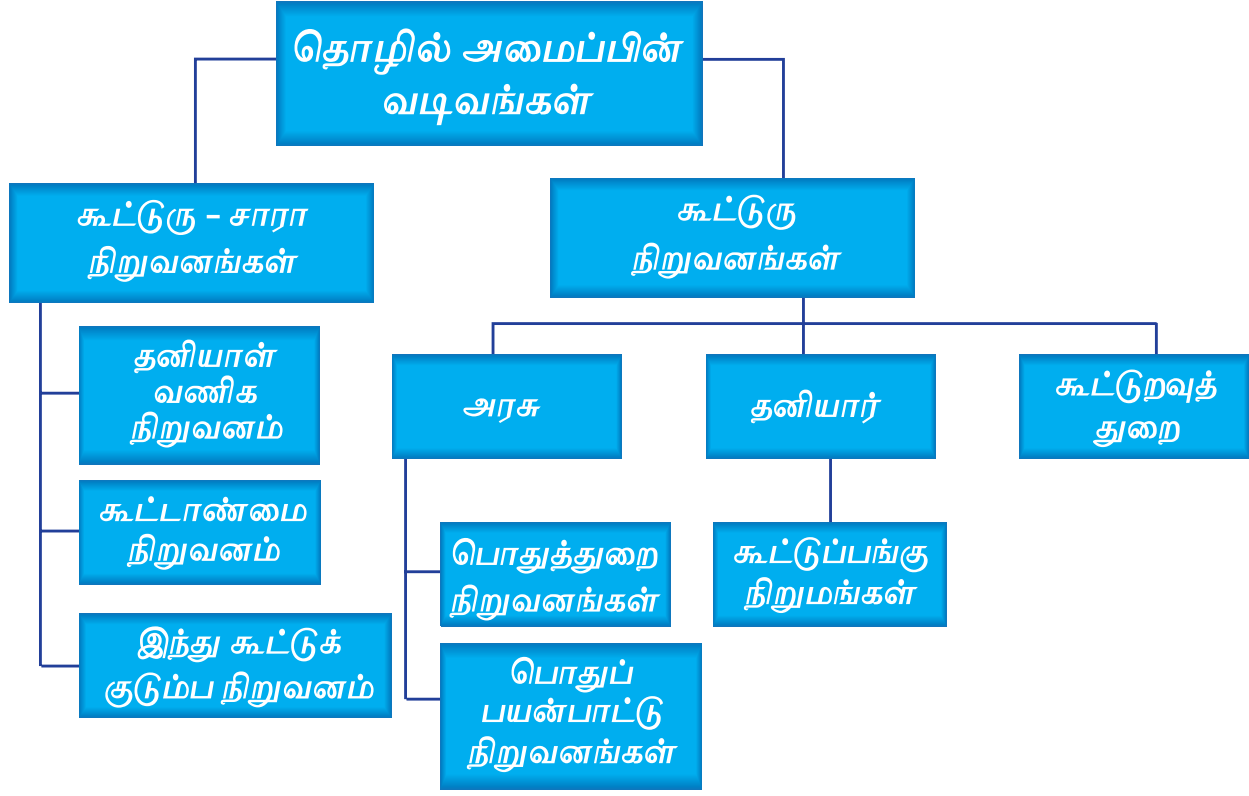 தொழில் அமைப்பின்
வடிவங்கள்
கூட்டுரு – சாரா
நிறுவனங்கள்
கூட்டுரு
நிறுவனங்கள்
தனியாள்
வணிக
நிறுவனம்
கூட்டாண்மை
நிறுவனம்
இந்து கூட்டுக்
குடும்ப நிறுவனம்
அரசு
பொதுத்துறை
நிறுவனங்கள்
பொதுப்
பயன்பாட்டு
நிறுவனங்கள்
தனியார்
கூட்டுப்பங்கு
நிறுமங்கள்
கூட்டுறவுத்
துறை